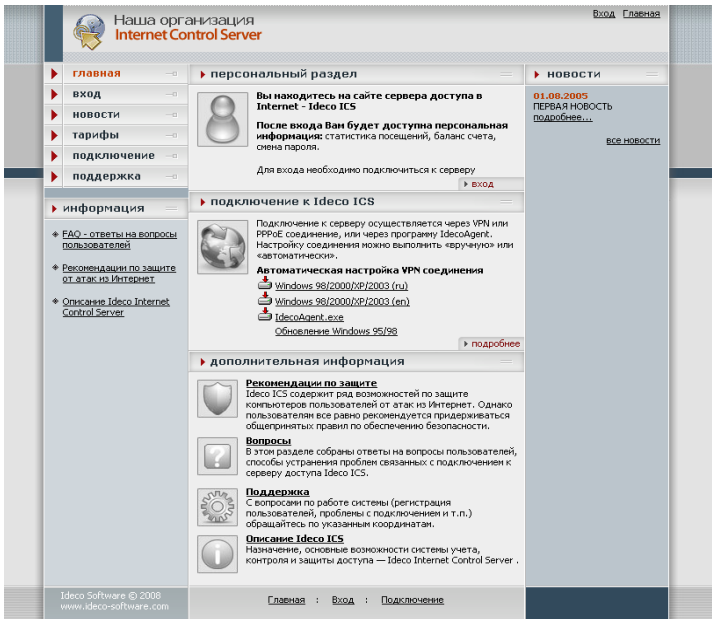 Наша организация
Internet Control Server
Вход Главная
главная
вход
новости
тарифы
подключение
поддержка
информация
FAQ - ответы на вопросы
пользователей
Рекомендации по защите
от атак из Интернет
Описание Ideco Internet
Control Server
персональный раздел
Вы находитесь на сайте сервера доступа в
Internet - Ideco ICS
После входа Вам будет доступна персональная
информация: статистика посещений, баланс счета,
смена пароля.
Для входа необходимо подключиться к серверу
вход
подключение к Ideco ICS
Подключение к серверу осуществляется через VPN или
PPPoE соединение, или через программу IdecoAgent.
Настройку соединения можно выполнить «вручную» или
«автоматически».
Автоматическая настройка VPN соединения
Windows 98/2000/XP/2003 (ru)
Windows 98/2000/XP/2003 (en)
IdecoAgent.exe
Обновление Windows 95/98
подробнее
дополнительная информация
Рекомендации по защите
Ideco ICS содержит ряд возможностей по защите
компьютеров пользователей от атак из Интернет. Однако
пользователям все равно рекомендуется придерживаться
общепринятых правил по обеспечению безопасности.
Вопросы
В этом разделе собраны ответы на вопросы пользователей,
способы устранения проблем связанных с подключением к
серверу доступа Ideco ICS.
Поддержка
С вопросами по работе системы (регистрация
пользователей, проблемы с подключением и т.п.)
обращайтесь по указанным координатам.
Описание Ideco ICS
Назначение, основные возможности системы учета,
контроля и защиты доступа — Ideco Internet Control Server .
новости
01.08.2005
ПЕРВАЯ НОВОСТЬ
подробнее...
все новости
Ideco Software © 2008
www.ideco-software.com
Главная : Вход : Подключение